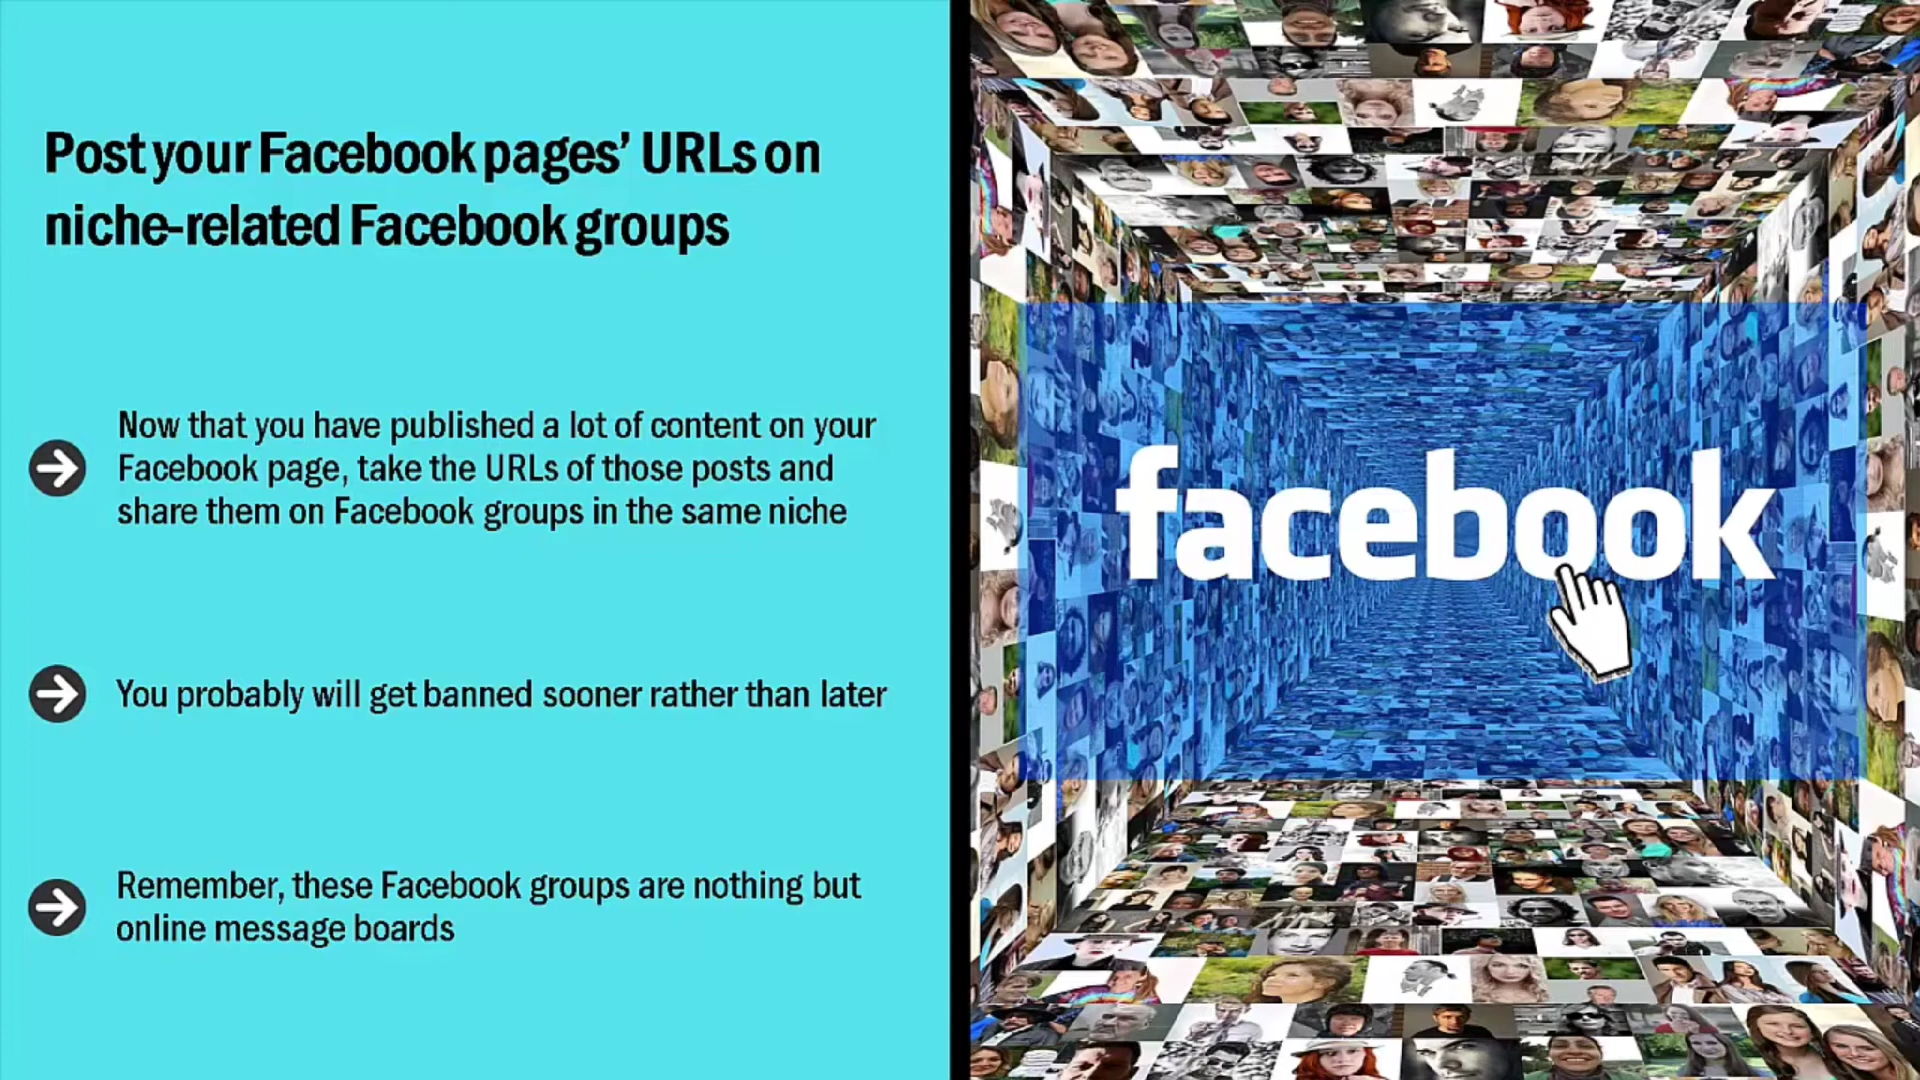 Post your Facebook pages’ URLs on
niche-related Facebook groups
Now that you have published a lot of content on your
Facebook page, take the URLs of those posts and
share them on Facebook groups in the same niche
You probably will get banned sooner rather than later
Remember, these Facebook groups are nothing but
online message boards
facebook